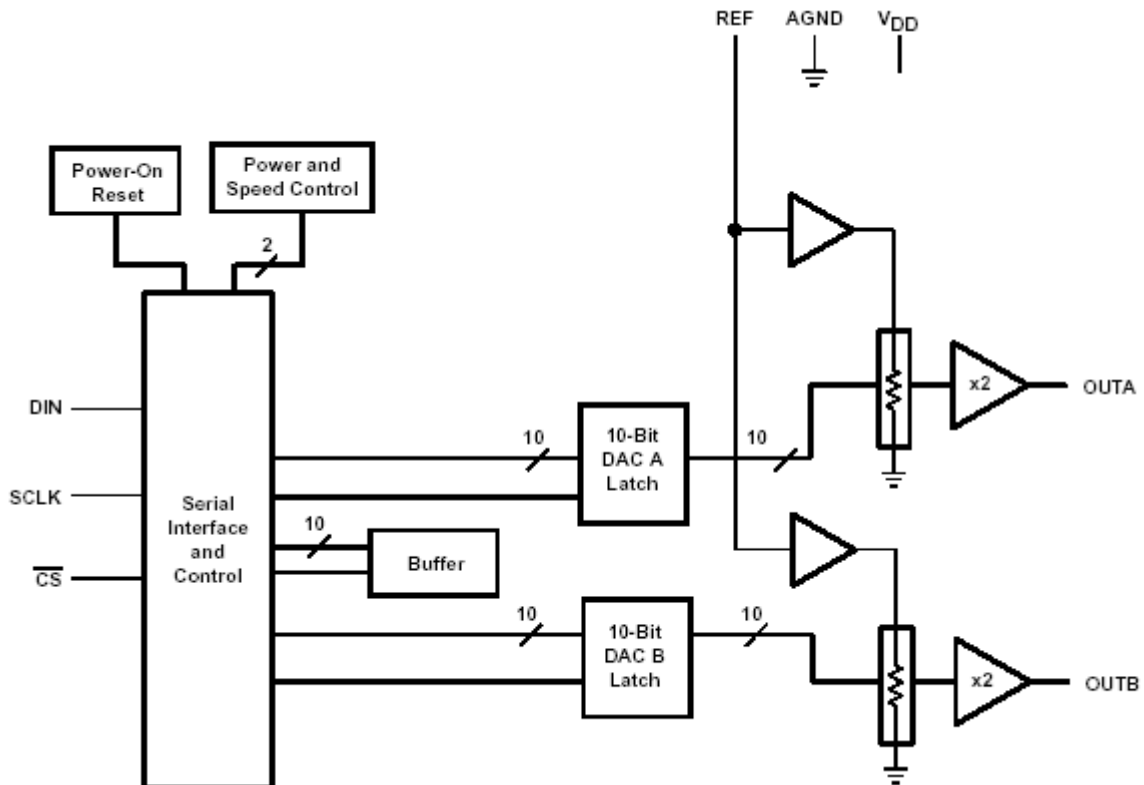 REF AGND VDD
Power-On
Reset
Power and
Speed Control
2
DIN
SCLK
CS
Serial
Interface
and
Control
10
10-Bit
DAC A
Latch
10
x2
OUTA
10
Buffer
10
10-Bit
DAC B
Latch
10
x2
OUTB